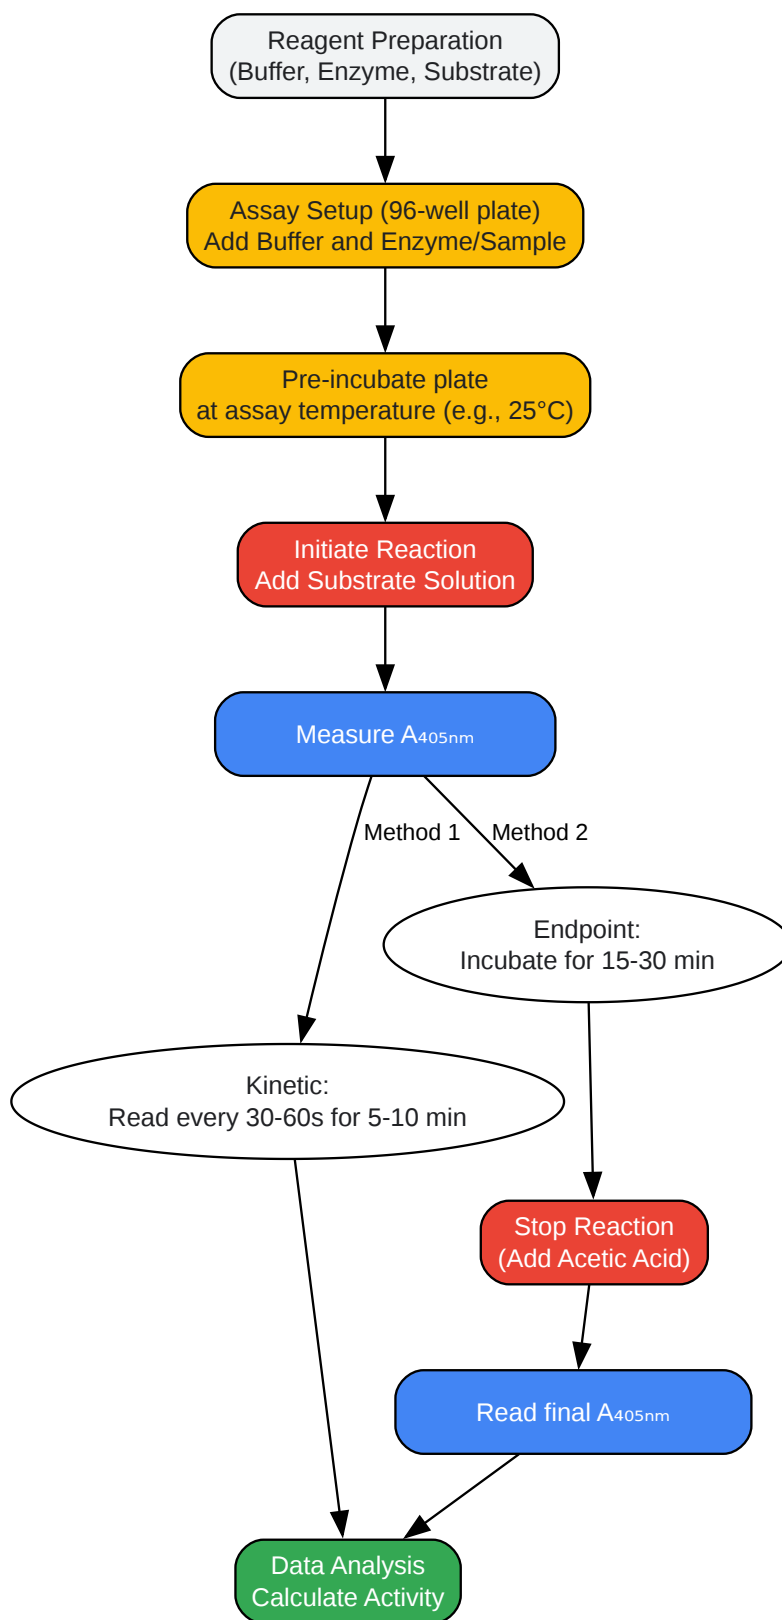 Reagent Preparation
(Buffer, Enzyme, Substrate)
Assay Setup (96-well plate)
Add Buffer and Enzyme/Sample
Pre-incubate plate
at assay temperature (e.g., 25°C)
Initiate Reaction
Add Substrate Solution
Measure A₄₀₅ₙₘ
Method 1
Method 2
Endpoint:
Incubate for 15-30 min
Kinetic:
Read every 30-60s for 5-10 min
Stop Reaction
(Add Acetic Acid)
Read final A₄₀₅ₙₘ
Data Analysis
Calculate Activity